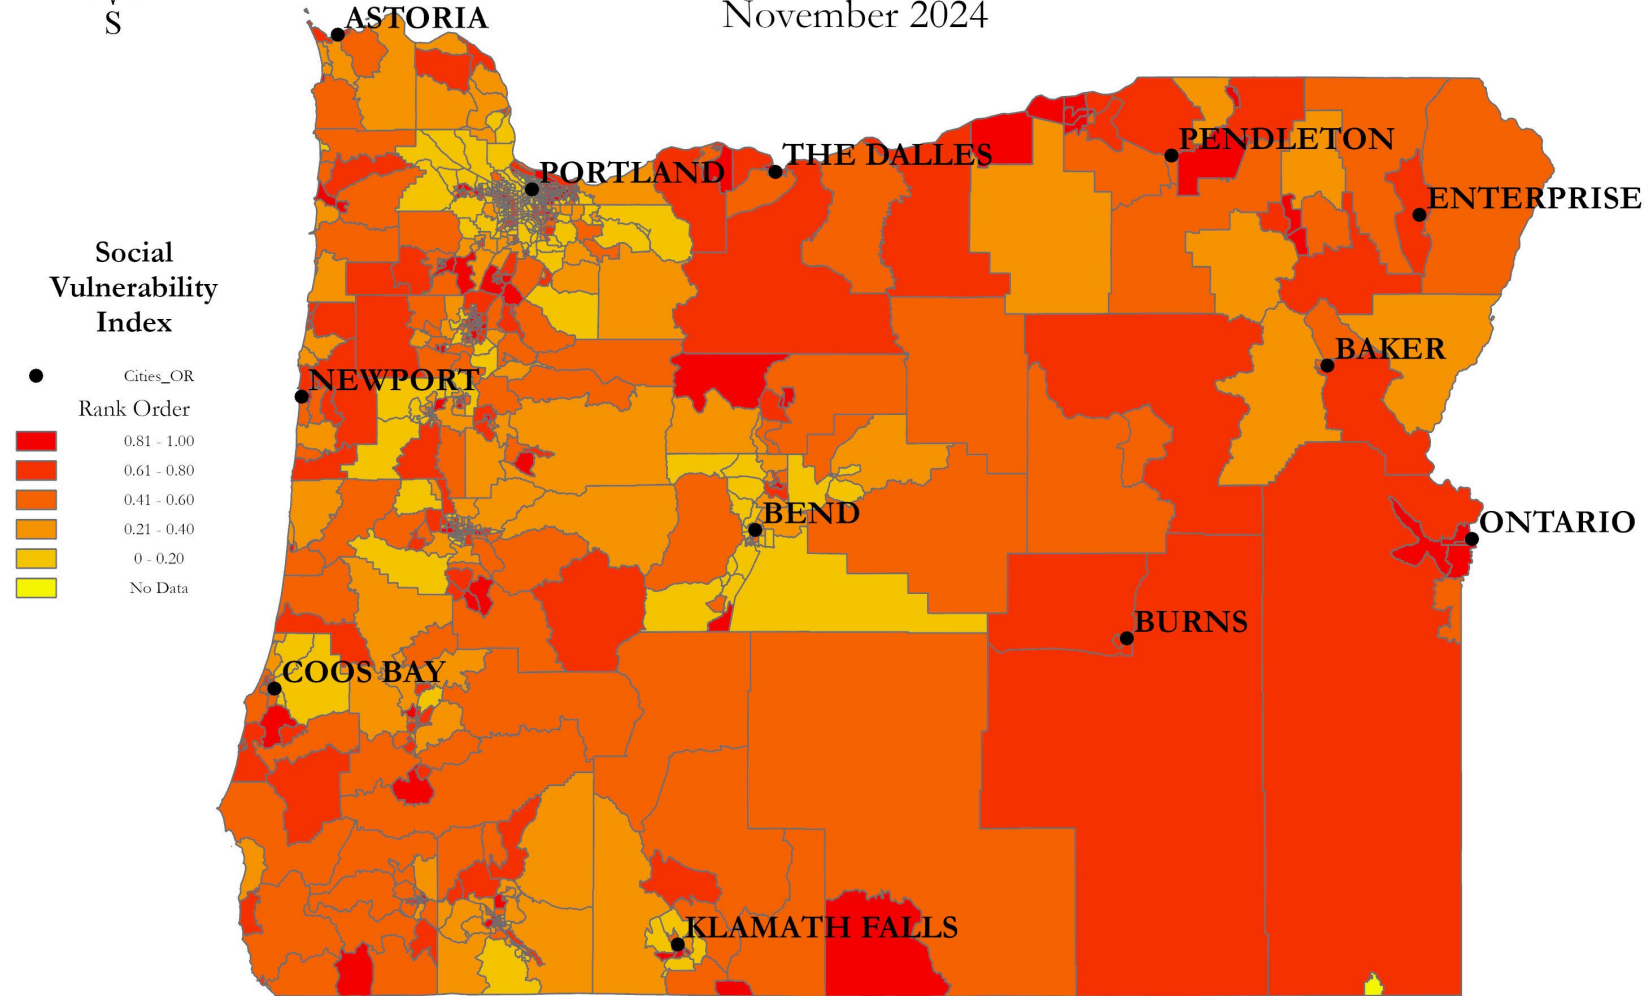 S
November 2024
ASTORIA
PORTLAND
THE DALLES
PENDLETON
ENTERPRISE
Social
Vulnerability
Index
Cities_OR
Rank Order
0.81 - 1.00
0.61 - 0.80
0.41 - 0.60
0.21 - 0.40
0 - 0.20
No Data
BAKER
NEWPORT
BEND
ONTARIO
BURNS
COOS BAY
KLAMATH FALLS